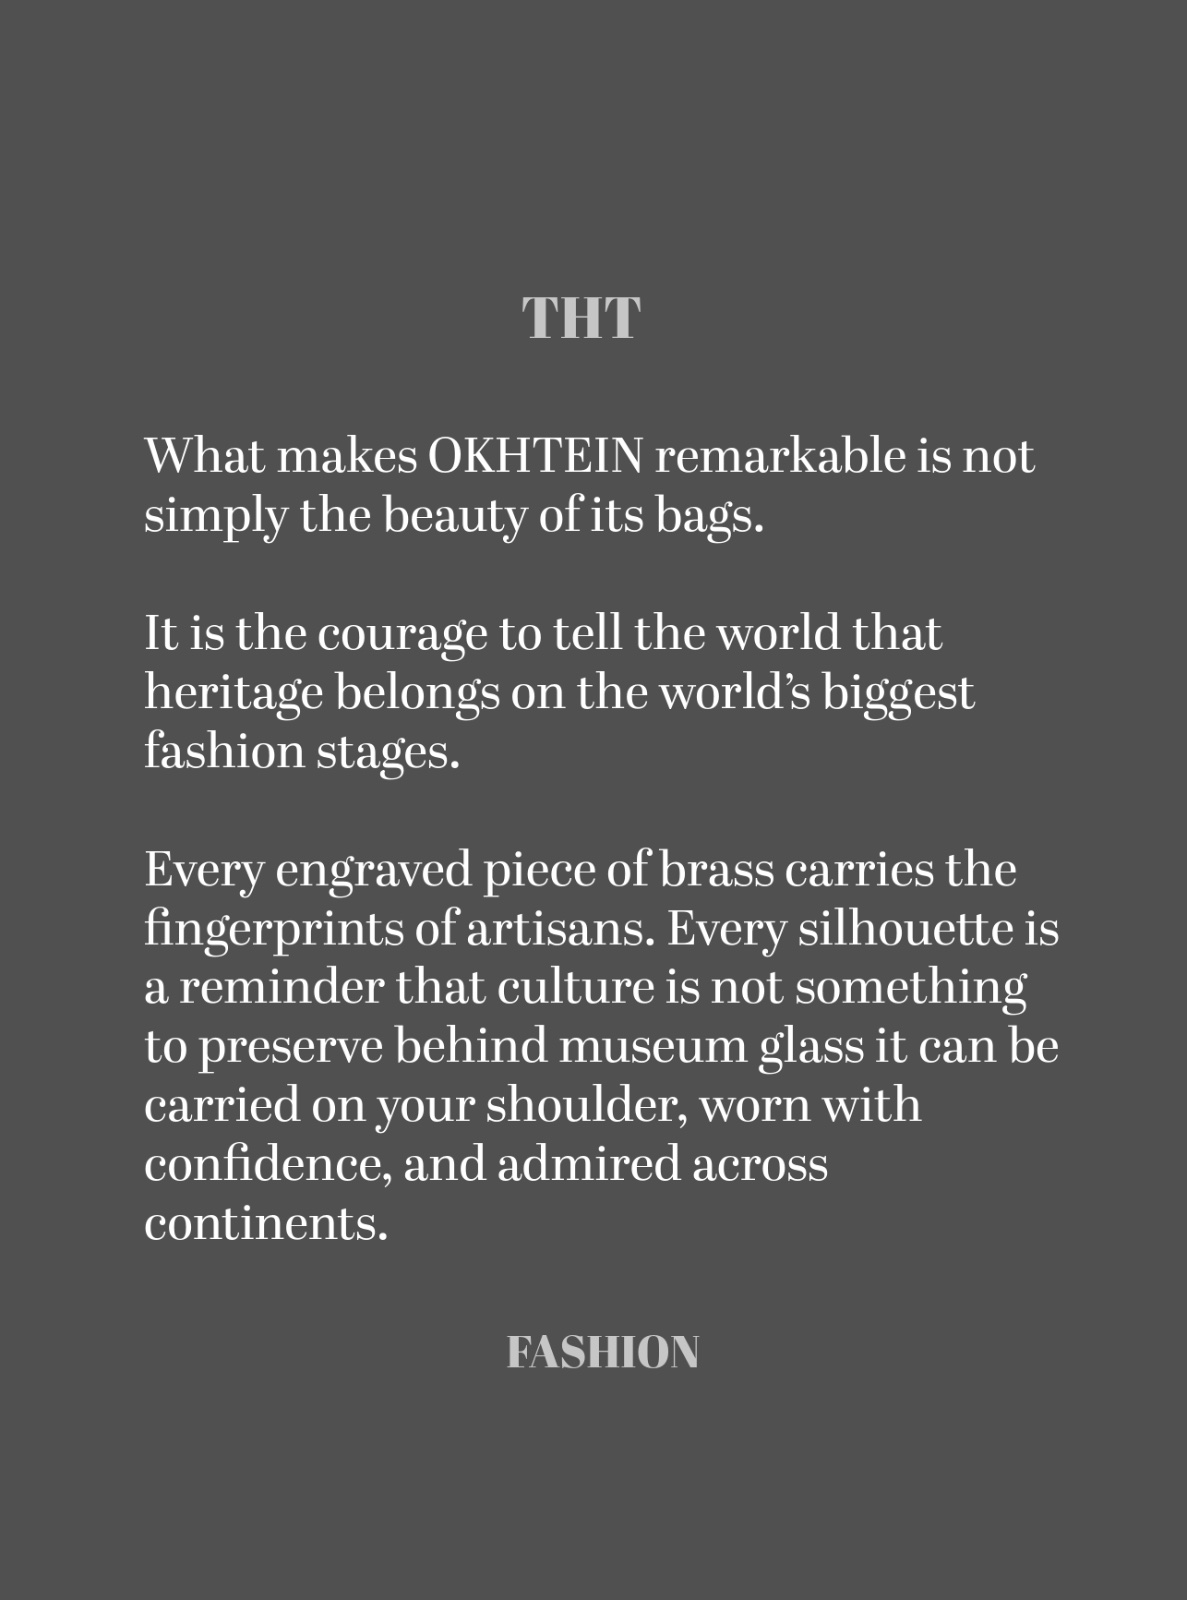 THT
What makes OKHTEIN remarkable is not
simply the beauty of its bags.
It is the courage to tell the world that
heritage belongs on the world’s biggest
fashion stages.
Every engraved piece of brass carries the
fingerprints of artisans. Every silhouette is
a reminder that culture is not something
to preserve behind museum glass it can be
carried on your shoulder, worn with
confidence, and admired across
continents.
FASHION